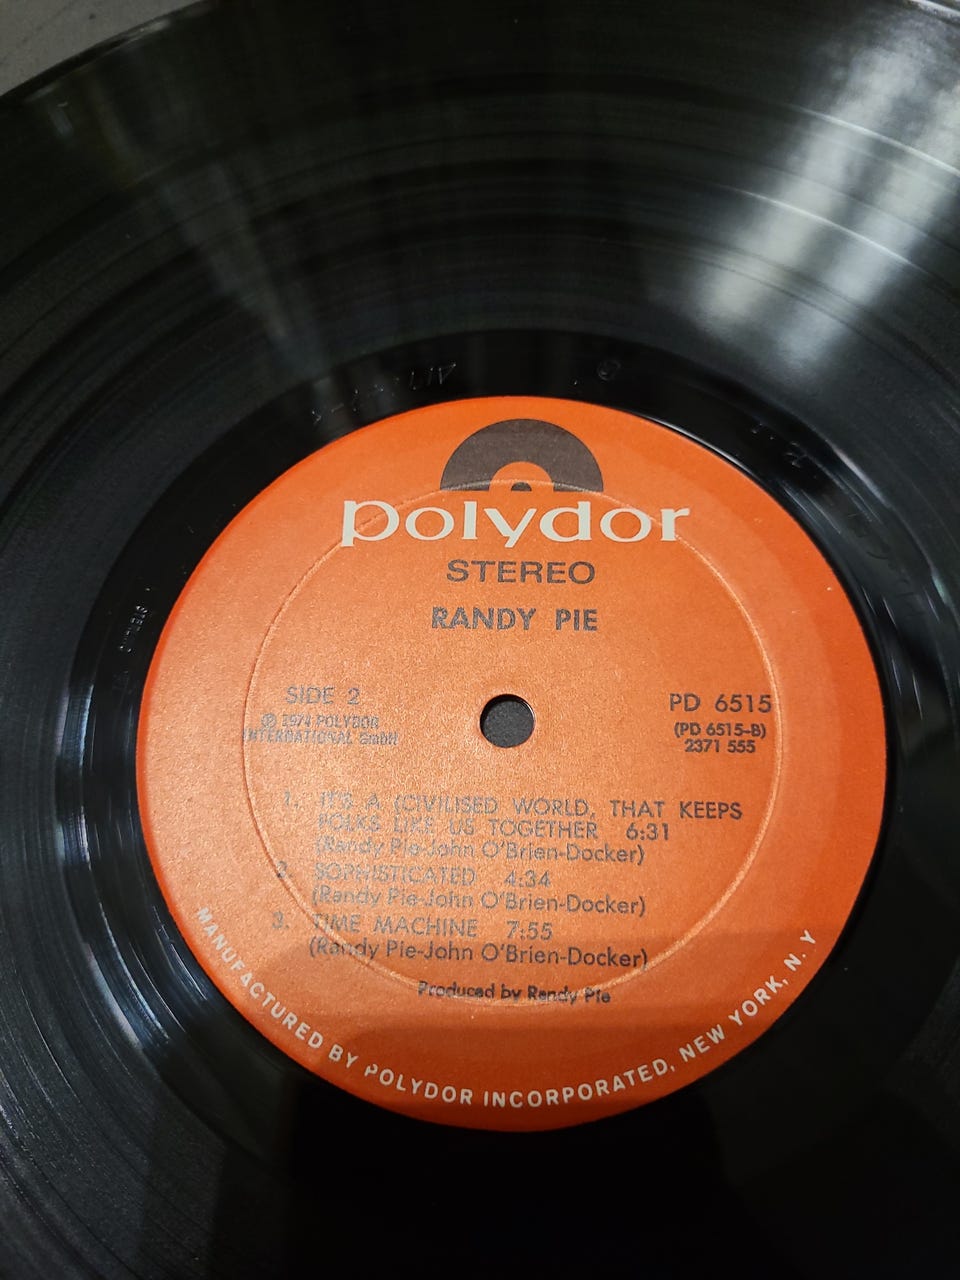 polydor
STEREO
RANDY PIE
SIDE 2
℗ 1974 POLYDOR
INTERNATIONAL GmbH
PD 6515
(PD 6515-B)
2371 555
1. IT'S A (CIVILISED WORLD, THAT KEEPS
FOLKS LIKE US TOGETHER 6:31
(Randy Pie-John O'Brien-Docker)
2. SOPHISTICATED 4:34
(Randy Pie-John O'Brien-Docker)
3. TIME MACHINE 7:55
(Randy Pie-John O'Brien-Docker)
Produced by Randy Pie
MANUFACTURED BY POLYDOR INCORPORATED, NEW YORK, N. Y
STERLING